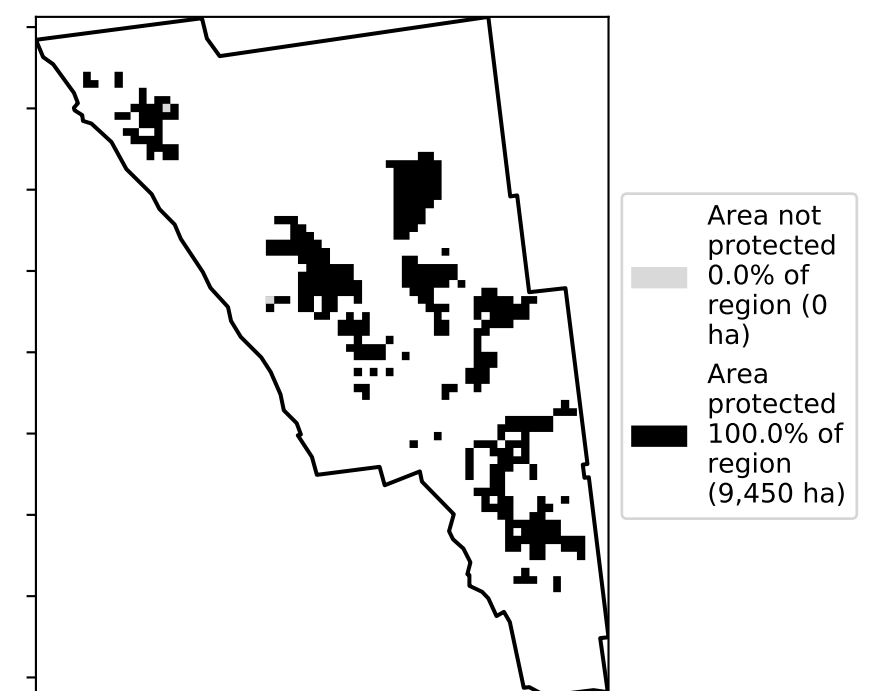 Area not
protected
0.0% of
region (0
ha)
Area
protected
100.0% of
region
(9,450 ha)